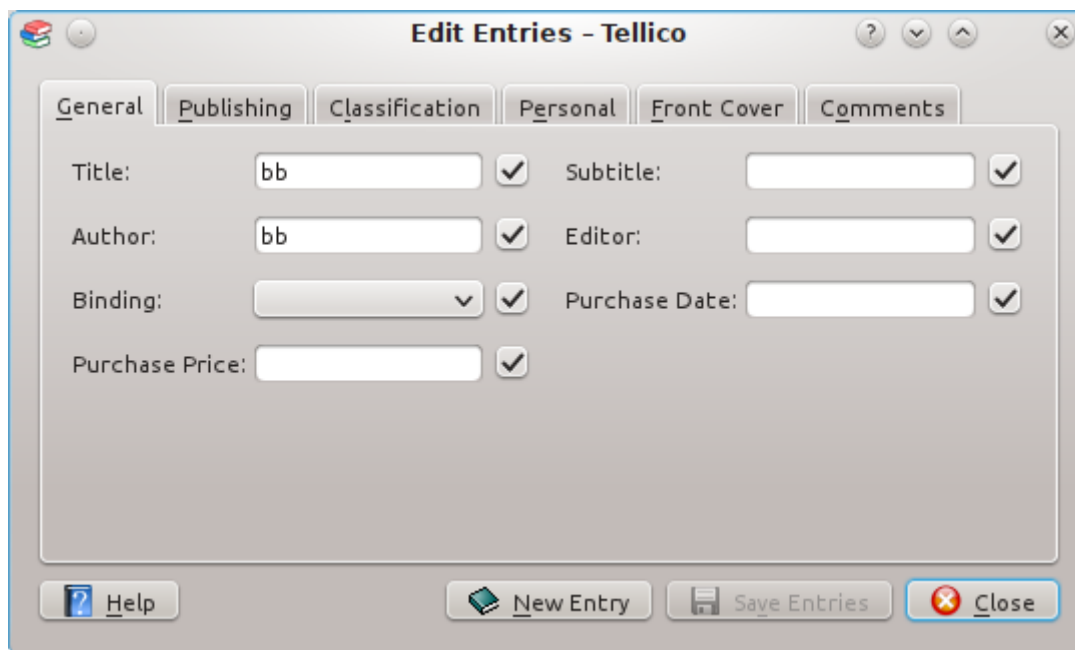 Edit Entries – Tellico
General Publishing Classification Personal Front Cover Comments
Title: bb Subtitle:
Author: bb Editor:
Binding: Purchase Date:
Purchase Price:
Help New Entry Save Entries Close